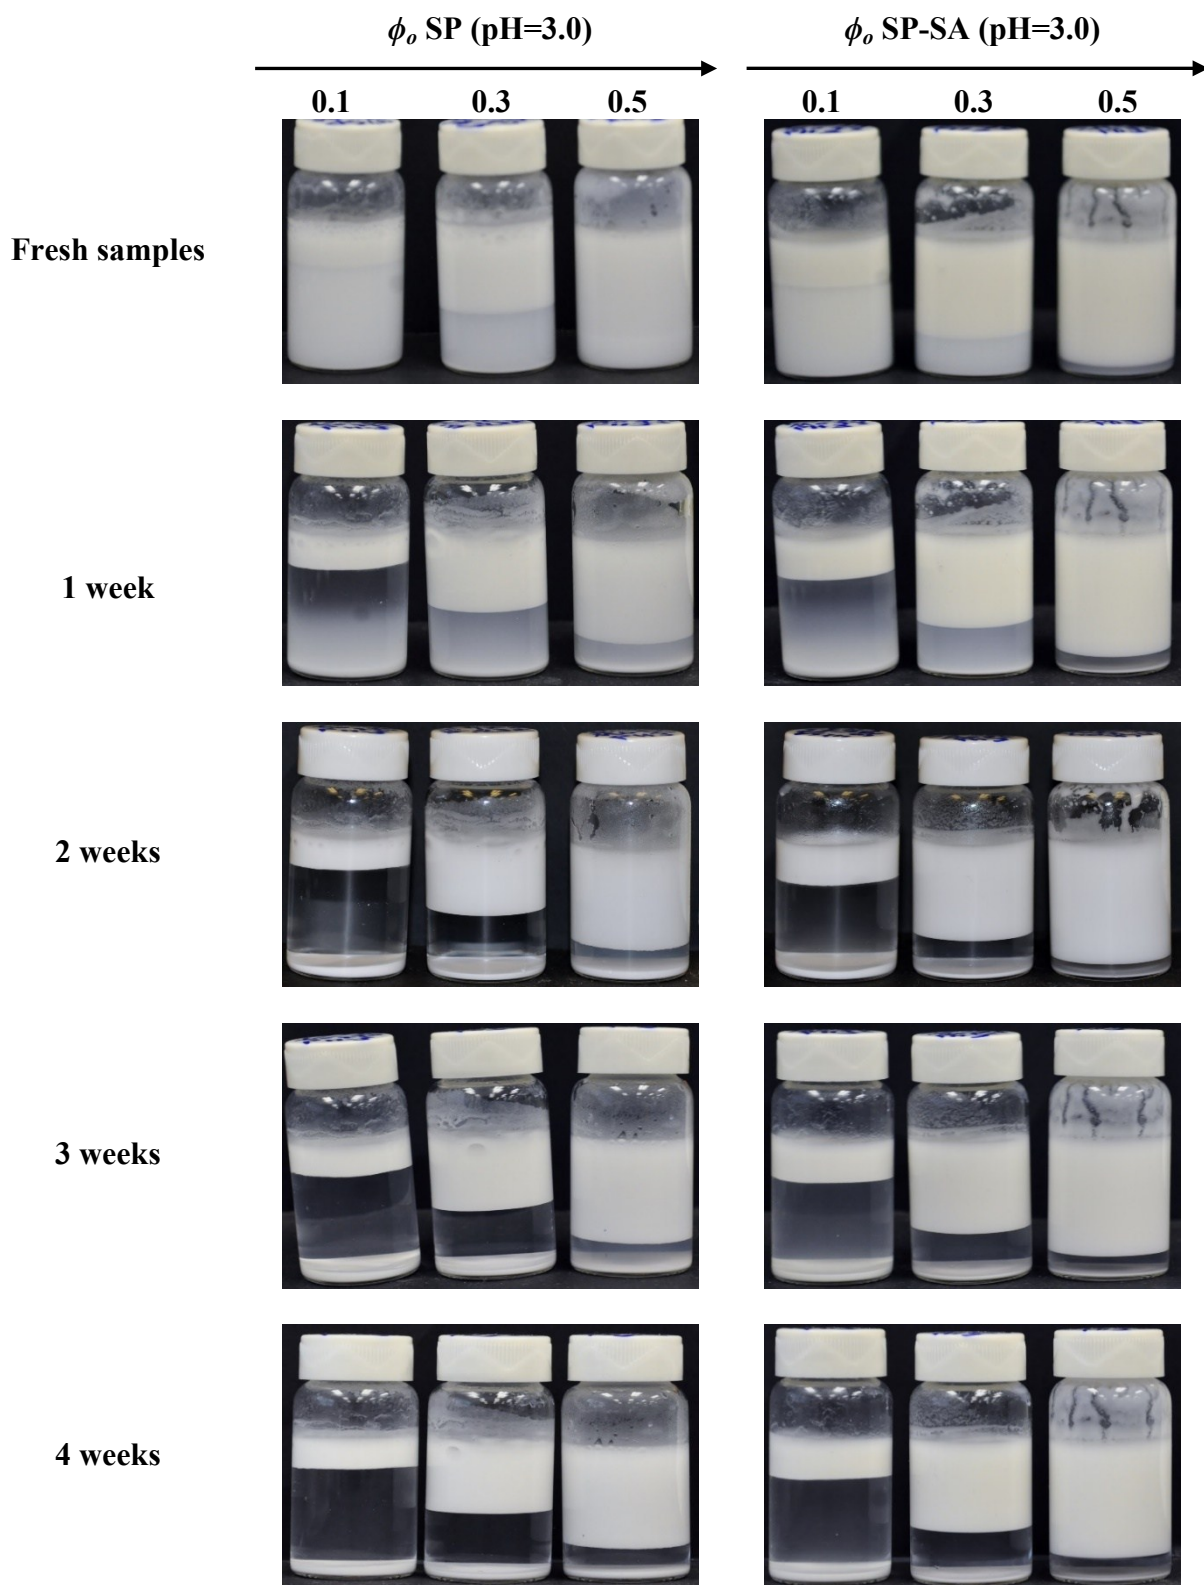 ϕₒ SP (pH=3.0)
ϕₒ SP-SA (pH=3.0)
0.1 0.3 0.5
0.1 0.3 0.5
Fresh samples
1 week
2 weeks
3 weeks
4 weeks